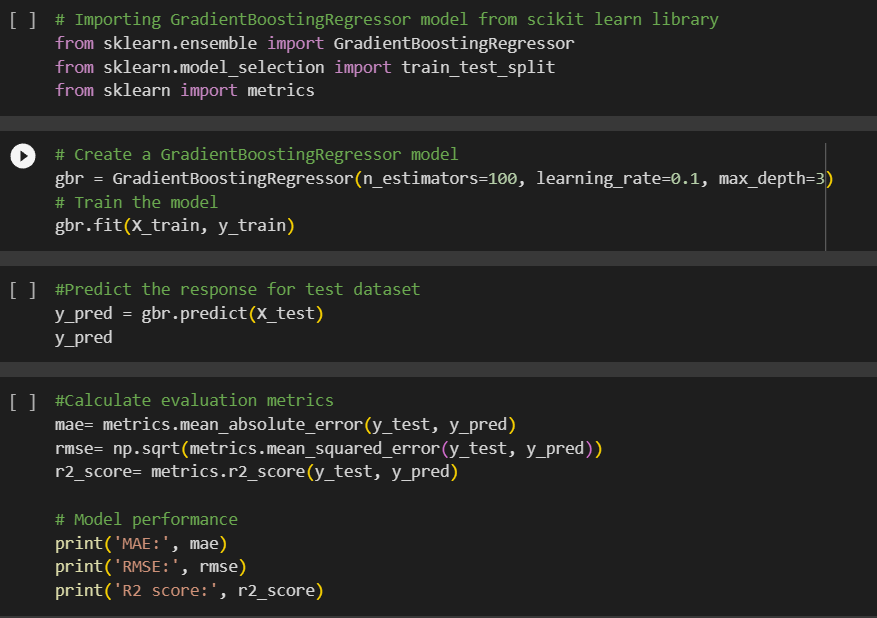 [ ] # Importing GradientBoostingRegressor model from scikit learn library
from sklearn.ensemble import GradientBoostingRegressor
from sklearn.model_selection import train_test_split
from sklearn import metrics
# Create a GradientBoostingRegressor model
gbr = GradientBoostingRegressor(n_estimators=100, learning_rate=0.1, max_depth=3)
# Train the model
gbr.fit(X_train, y_train)
[ ] #Predict the response for test dataset
y_pred = gbr.predict(X_test)
y_pred
[ ] #Calculate evaluation metrics
mae= metrics.mean_absolute_error(y_test, y_pred)
rmse= np.sqrt(metrics.mean_squared_error(y_test, y_pred))
r2_score= metrics.r2_score(y_test, y_pred)
# Model performance
print('MAE:', mae)
print('RMSE:', rmse)
print('R2 score:', r2_score)